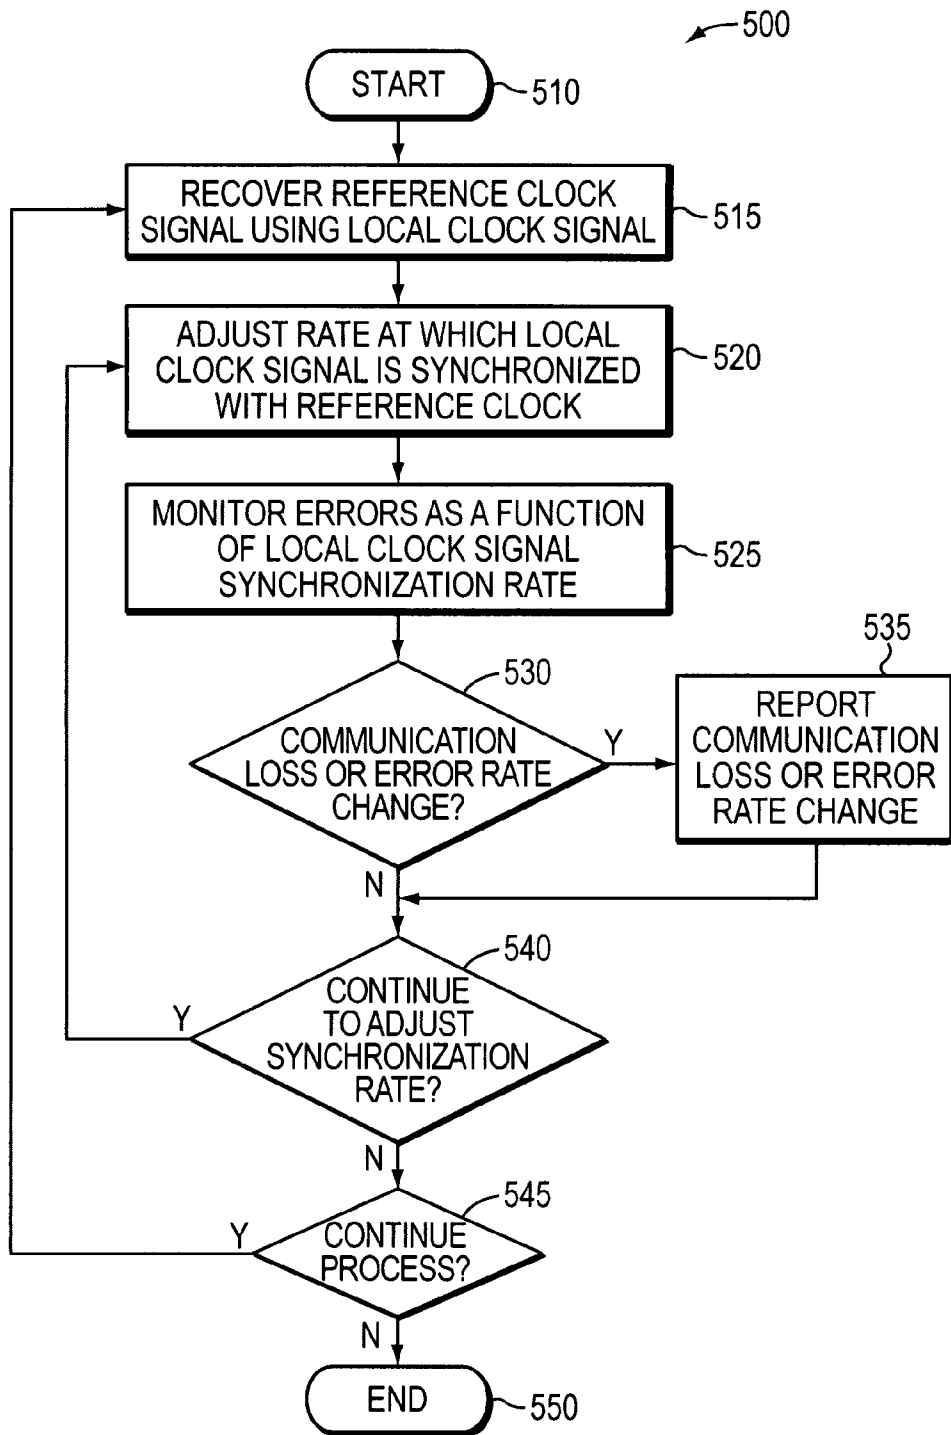 500
START
510
RECOVER REFERENCE CLOCK
SIGNAL USING LOCAL CLOCK SIGNAL
515
ADJUST RATE AT WHICH LOCAL
CLOCK SIGNAL IS SYNCHRONIZED
WITH REFERENCE CLOCK
520
MONITOR ERRORS AS A FUNCTION
OF LOCAL CLOCK SIGNAL
SYNCHRONIZATION RATE
525
530
COMMUNICATION
LOSS OR ERROR RATE
CHANGE?
Y
535
REPORT
COMMUNICATION
LOSS OR ERROR
RATE CHANGE
N
540
CONTINUE
TO ADJUST
SYNCHRONIZATION
RATE?
Y
N
545
CONTINUE
PROCESS?
Y
N
END
550